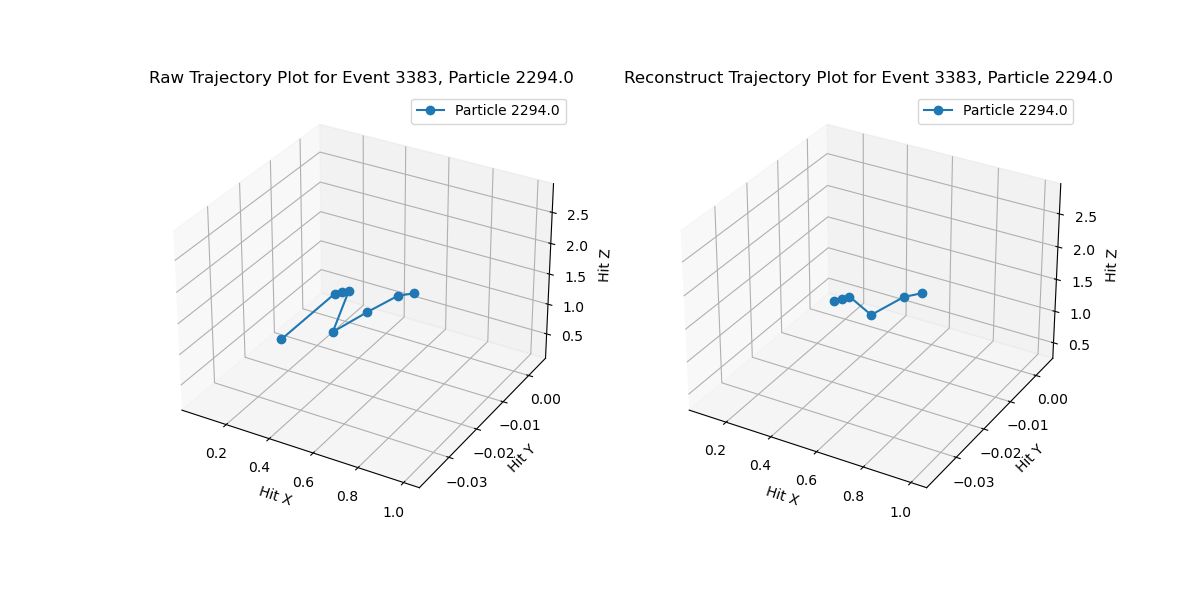 Raw Trajectory Plot for Event 3383, Particle 2294.0
Particle 2294.0
2.5
2.0
1.5
1.0
0.5
Hit Z
0.00
−0.01
−0.02
−0.03
Hit Y
0.2
0.4
0.6
0.8
1.0
Hit X
Reconstruct Trajectory Plot for Event 3383, Particle 2294.0
Particle 2294.0
2.5
2.0
1.5
1.0
0.5
Hit Z
0.00
−0.01
−0.02
−0.03
Hit Y
0.2
0.4
0.6
0.8
1.0
Hit X